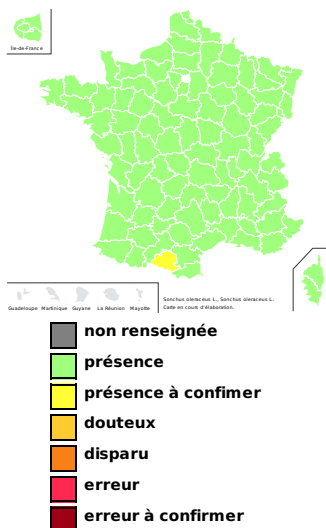 Île-de-France
Sonchus oleraceus L., Sonchus oleraceus L.
Carte en cours d'élaboration.
Guadeloupe Martinique Guyane La Réunion Mayotte
non renseignée
présence
présence à confimer
douteux
disparu
erreur
erreur à confirmer